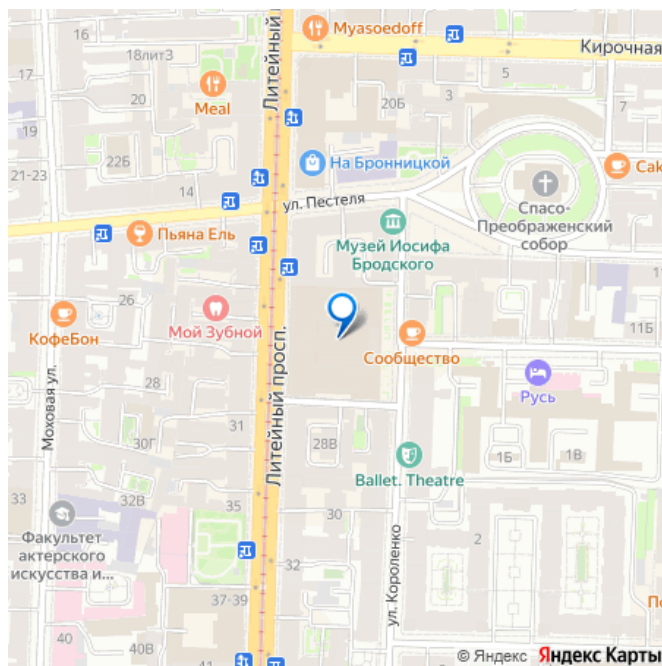 16
18лит3
17
Литейный п
Myasoedoff
Кирочная
5
7
20
Meal
20Б
3
19
22Б
21-23
14
На Бронницкой
Cak
ул. Пестеля
Спасо-
Преображенский
собор
Пьяна Ель
Музей Иосифа
Бродского
26
КофеБон
Мой Зубной
11Б
Сообщество
Моховая ул.
28
Литейный просп.
Русь
31
30Г
28В
1Б
1В
Ballet. Theatre
33
32В
35
30
Факультет
актерского
искусства и...
2
ул. Короленко
32
37-39
По
40
40В
© Яндекс Яндекс Карты